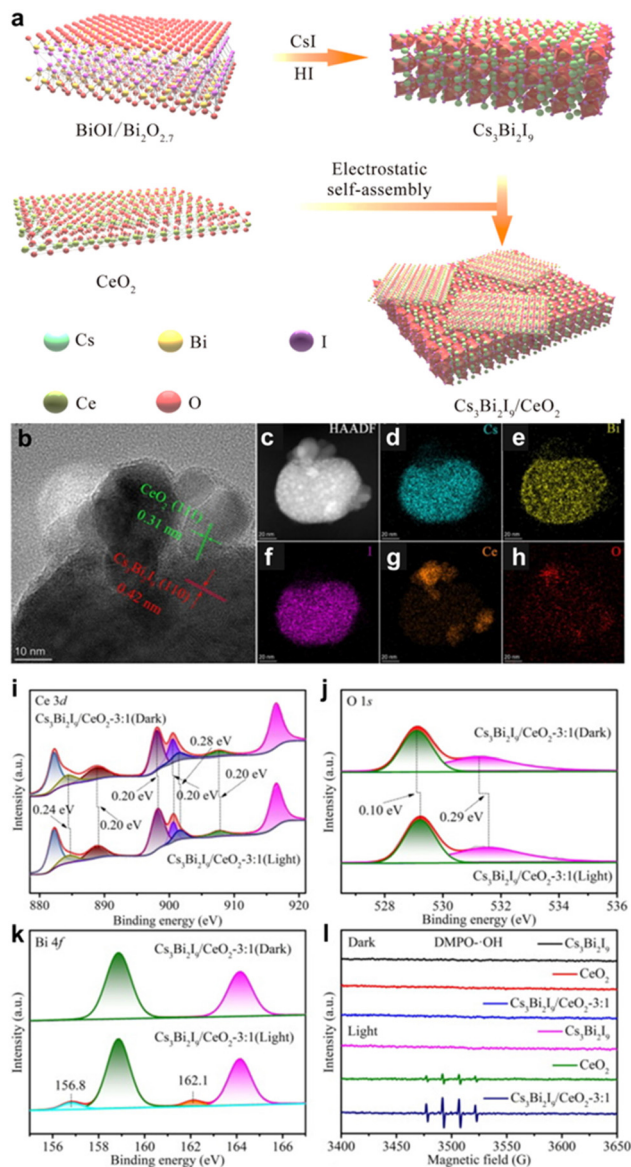 a
CsI
HI
BiOI/Bi₂O₂.₇
Cs₃Bi₂I₉
Electrostatic
self-assembly
CeO₂
Cs
Bi
I
Ce
O
Cs₃Bi₂I₉/CeO₂
b
CeO₂ (111)
0.31 nm
Cs₃Bi₂I₉ (110)
0.42 nm
10 nm
c
HAADF
20 nm
d
Cs
20 nm
e
Bi
20 nm
f
I
20 nm
g
Ce
20 nm
h
O
20 nm
i
Ce 3d
Cs₃Bi₂I₉/CeO₂-3:1(Dark)
0.28 eV
0.24 eV
0.20 eV
0.20 eV
0.20 eV
0.20 eV
Cs₃Bi₂I₉/CeO₂-3:1(Light)
Intensity (a.u.)
880 890 900 910 920
Binding energy (eV)
j
O 1s
Cs₃Bi₂I₉/CeO₂-3:1(Dark)
0.10 eV
0.29 eV
Cs₃Bi₂I₉/CeO₂-3:1(Light)
Intensity (a.u.)
528 530 532 534 536
Binding energy (eV)
k
Bi 4f
Cs₃Bi₂I₉/CeO₂-3:1(Dark)
Cs₃Bi₂I₉/CeO₂-3:1(Light)
156.8
162.1
Intensity (a.u.)
156 158 160 162 164 166
Binding energy (eV)
l
Dark DMPO-·OH
Cs₃Bi₂I₉
CeO₂
Cs₃Bi₂I₉/CeO₂-3:1
Light
Cs₃Bi₂I₉
CeO₂
Cs₃Bi₂I₉/CeO₂-3:1
Intensity (a.u.)
3400 3450 3500 3550 3600 3650
Magnetic field (G)